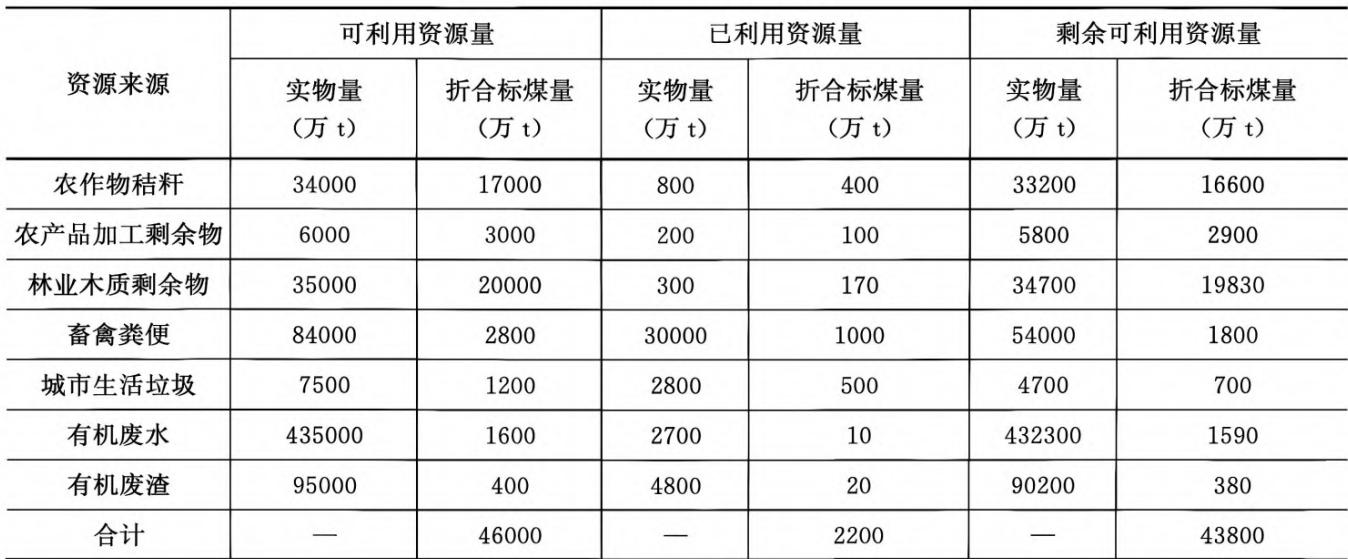 资源来源 可利用资源量 已利用资源量 剩余可利用资源量
实物量（万 t） 折合标煤量（万 t） 实物量（万 t） 折合标煤量（万 t） 实物量（万 t） 折合标煤量（万 t）
农作物秸秆 34000 17000 800 400 33200 16600
农产品加工剩余物 6000 3000 200 100 5800 2900
林业木质剩余物 35000 20000 300 170 34700 19830
畜禽粪便 84000 2800 30000 1000 54000 1800
城市生活垃圾 7500 1200 2800 500 4700 700
有机废水 435000 1600 2700 10 432300 1590
有机废渣 95000 400 4800 20 90200 380
合计 — 46000 — 2200 — 43800